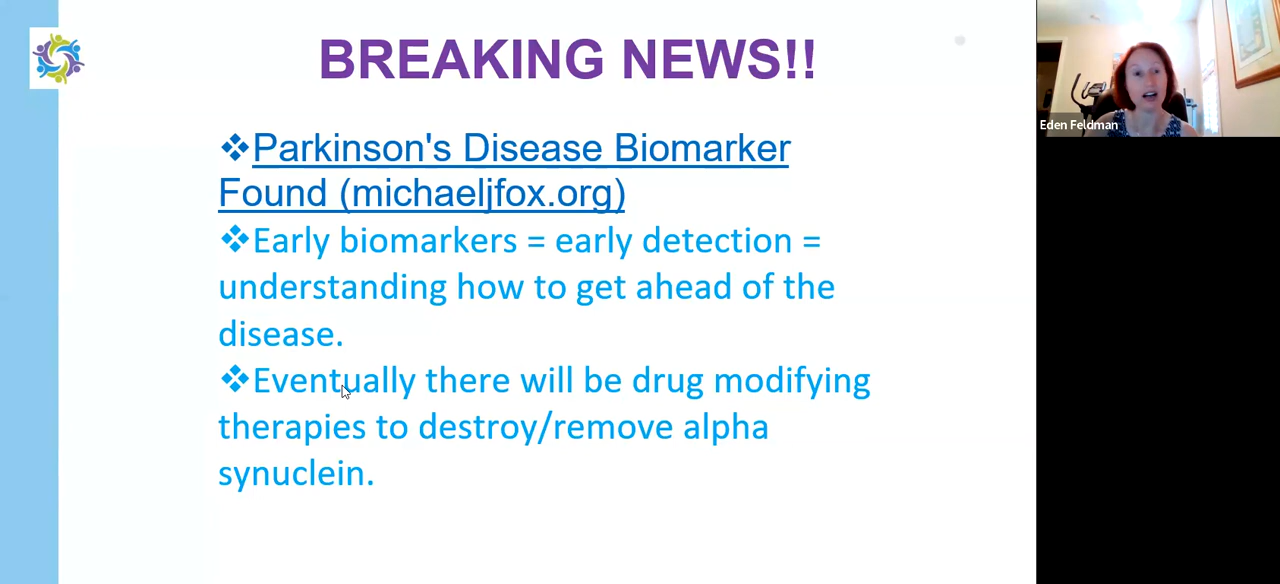 BREAKING NEWS!!
❖Parkinson's Disease Biomarker
Found (michaeljfox.org)
❖Early biomarkers = early detection =
understanding how to get ahead of the
disease.
❖Eventually there will be drug modifying
therapies to destroy/remove alpha
synuclein.
Eden Feldman